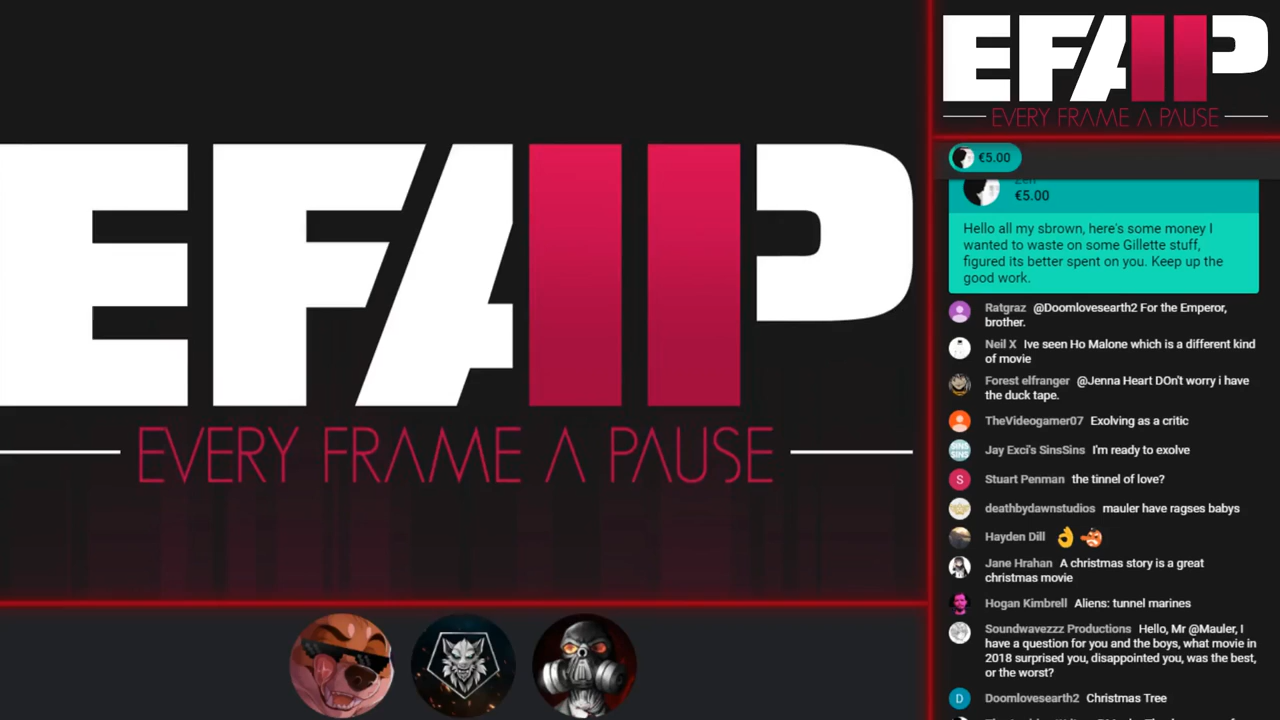 EFAP
EVERY FRAME A PAUSE
EFAP
EVERY FRAME A PAUSE
€5.00
€5.00
Hello all my sbrown, here's some money I
wanted to waste on some Gillette stuff,
figured its better spent on you. Keep up the
good work.
Ratgraz @Doomlovesearth2 For the Emperor,
brother.
Neil X Ive seen Ho Malone which is a different kind
of movie
Forest elfranger @Jenna Heart DOn't worry i have
the duck tape.
TheVideogamer07 Evolving as a critic
SINS
SINS
Jay Exci's SinsSins I'm ready to exolve
S
Stuart Penman the tinnel of love?
deathbydawnstudios mauler have ragses babys
Hayden Dill
Jane Hrahan A christmas story is a great
christmas movie
Hogan Kimbrell Aliens: tunnel marines
Soundwavezzz Productions Hello, Mr @Mauler, I
have a question for you and the boys, what movie in
2018 surprised you, disappointed you, was the best,
or the worst?
D
Doomlovesearth2 Christmas Tree